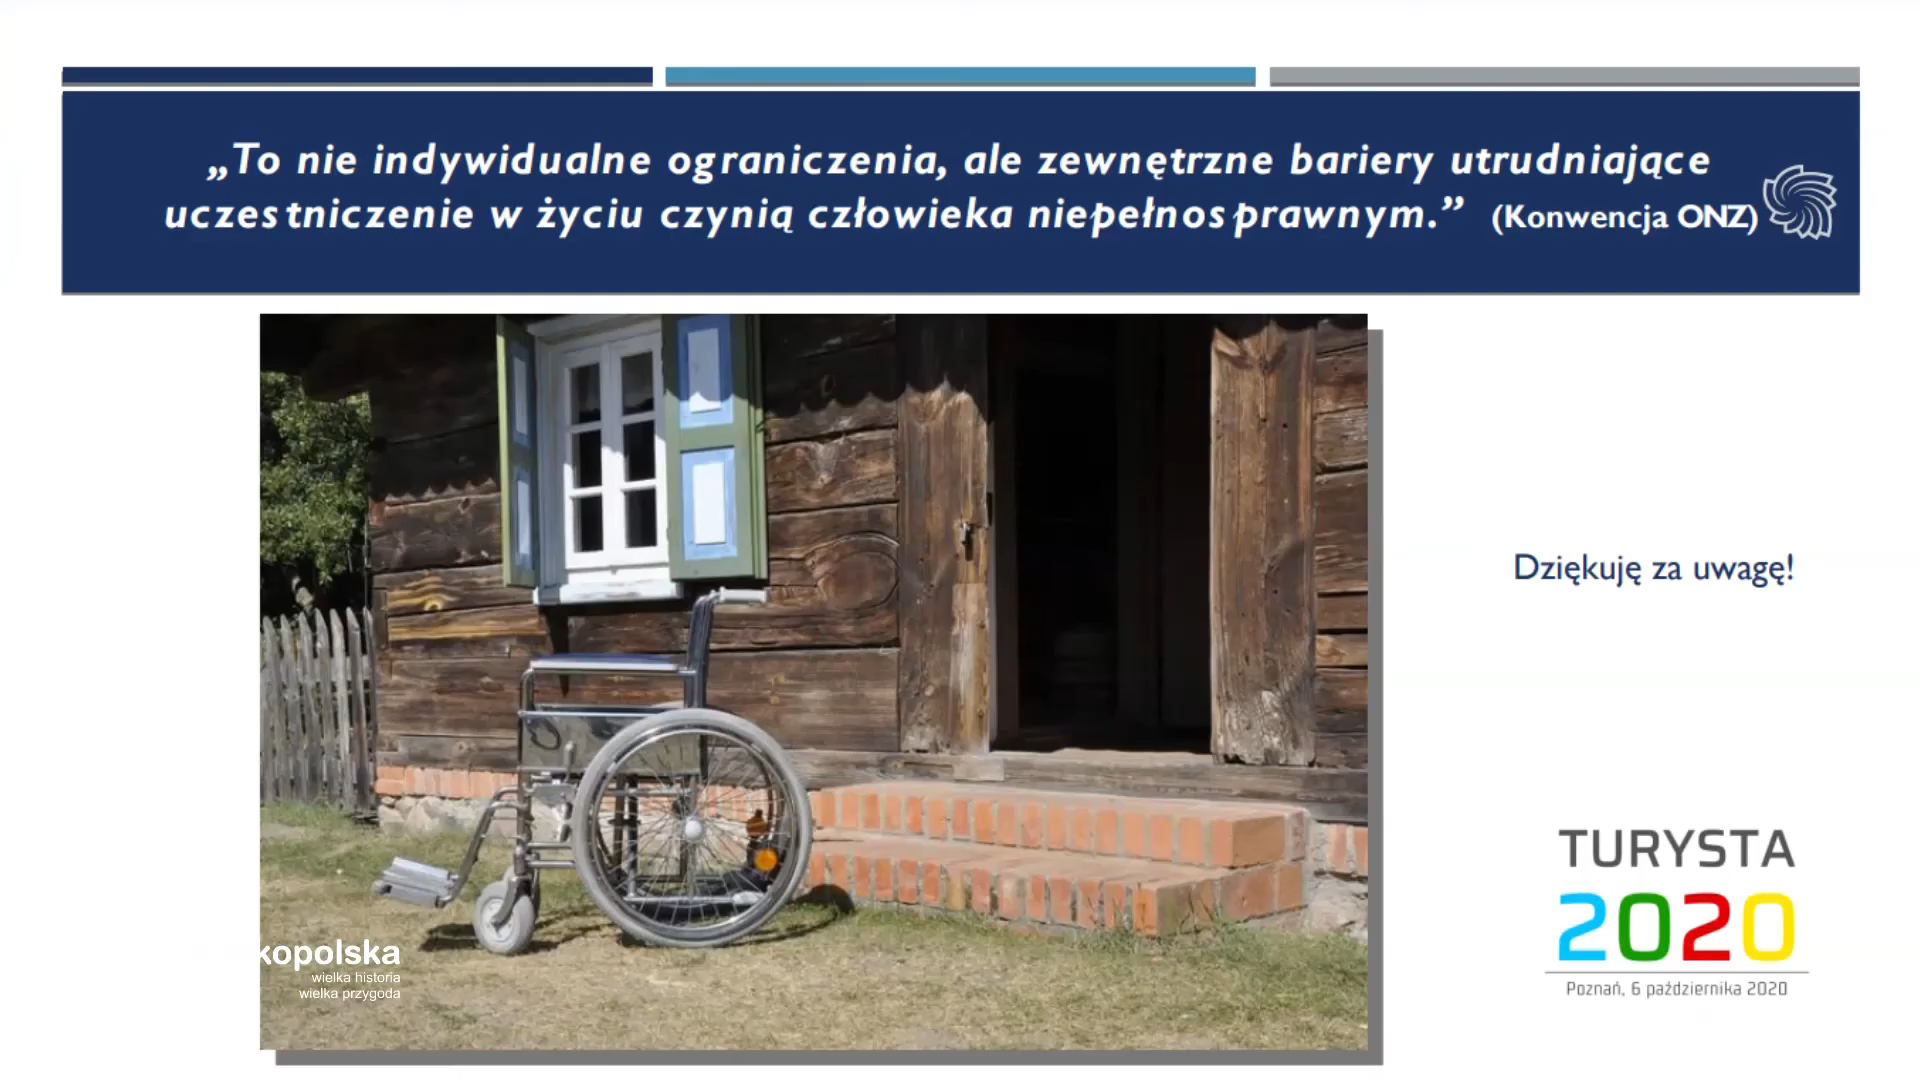 „To nie indywidualne ograniczenia, ale zewnętrzne bariery utrudniające
uczestniczenie w życiu czynią człowieka niepełnosprawnym.” (Konwencja ONZ)
Dziękuję za uwagę!
kopolska
wielka historia
wielka przygoda
TURYSTA
2020
Poznań, 6 października 2020